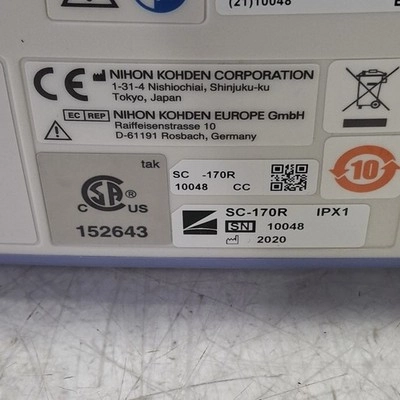 (21)10048
CE NIHON KOHDEN CORPORATION
1-31-4 Nishiochiai, Shinjuku-ku
Tokyo, Japan
EC REP NIHON KOHDEN EUROPE GmbH
Raiffeisenstrasse 10
D-61191 Rosbach, Germany
tak
SC -170R
10048 CC
10
CSA ®
C US
152643
SC-170R IPX1
SN 10048
2020